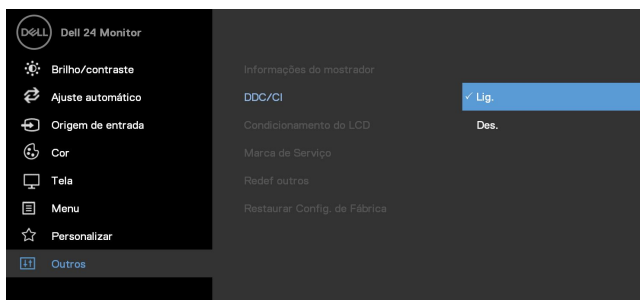 DELL Dell 24 Monitor
Brilho/contraste
Informações do mostrador
Ajuste automático
DDC/CI
✓ Lig.
Origem de entrada
Condicionamento do LCD
Des.
Cor
Marca de Serviço
Tela
Redef outros
Menu
Restaurar Config. de Fábrica
Personalizar
Outros